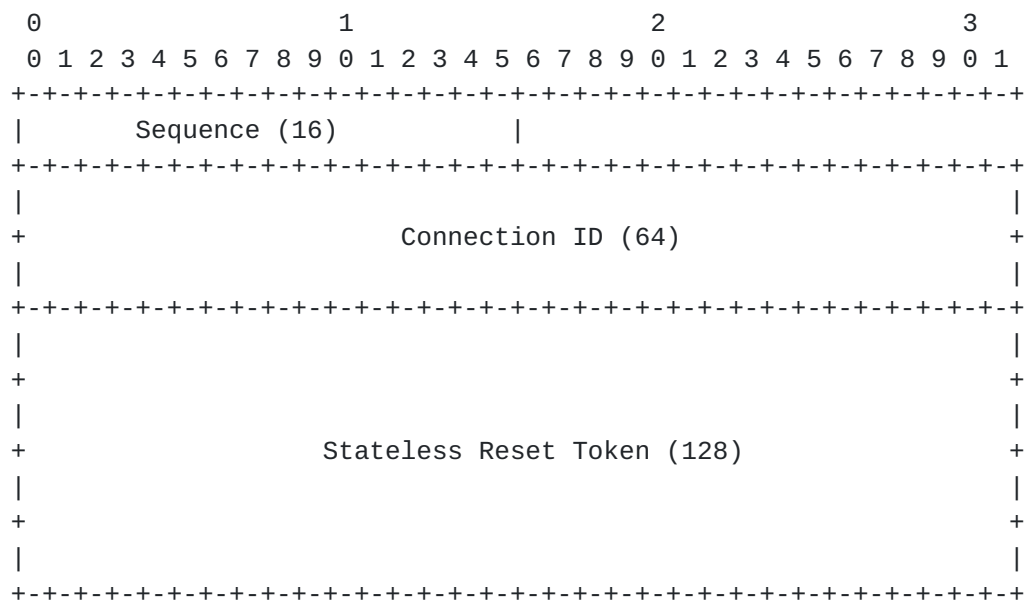 0                   1                   2                   3
 0 1 2 3 4 5 6 7 8 9 0 1 2 3 4 5 6 7 8 9 0 1 2 3 4 5 6 7 8 9 0 1
+-+-+-+-+-+-+-+-+-+-+-+-+-+-+-+-+-+-+-+-+-+-+-+-+-+-+-+-+-+-+-+-+
|       Sequence (16)           |
+-+-+-+-+-+-+-+-+-+-+-+-+-+-+-+-+-+-+-+-+-+-+-+-+-+-+-+-+-+-+-+-+
|                                                               |
+                        Connection ID (64)                     +
|                                                               |
+-+-+-+-+-+-+-+-+-+-+-+-+-+-+-+-+-+-+-+-+-+-+-+-+-+-+-+-+-+-+-+-+
|                                                               |
+                                                               +
|                                                               |
+                   Stateless Reset Token (128)                 +
|                                                               |
+                                                               +
|                                                               |
+-+-+-+-+-+-+-+-+-+-+-+-+-+-+-+-+-+-+-+-+-+-+-+-+-+-+-+-+-+-+-+-+